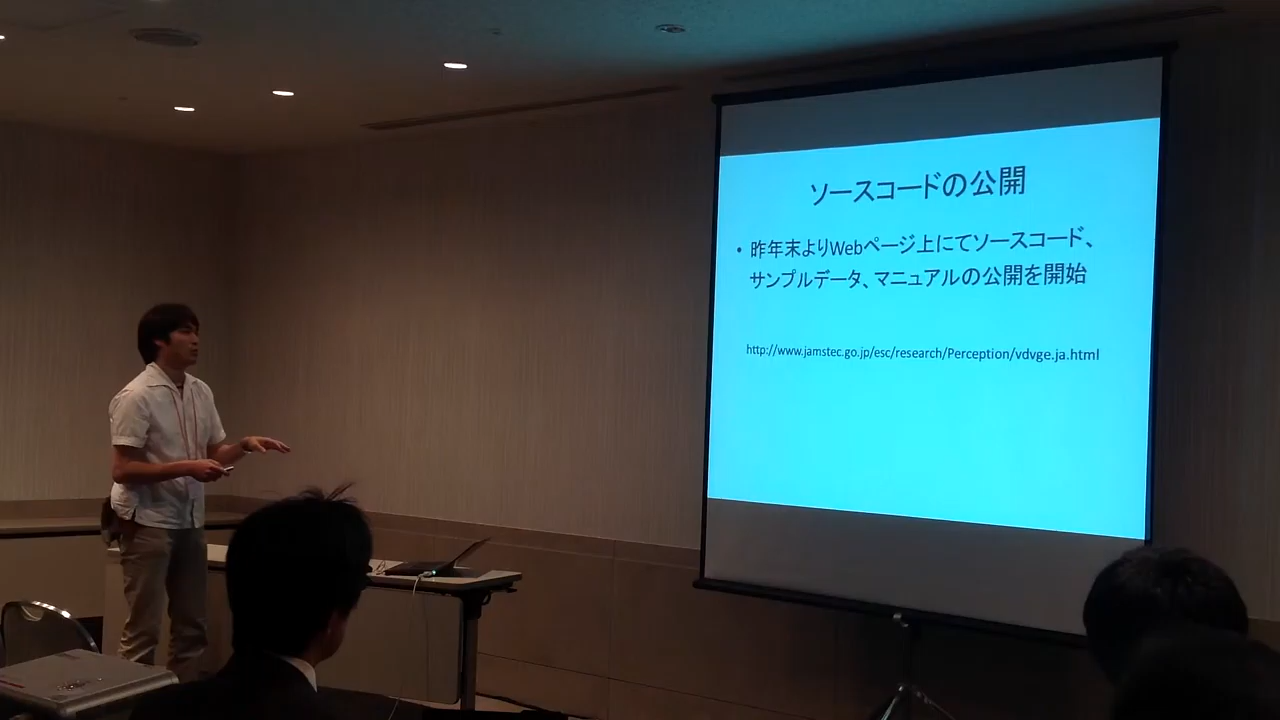 ソースコードの公開
• 昨年末よりWebページ上にてソースコード、
サンプルデータ、マニュアルの公開を開始
http://www.jamstec.go.jp/esc/research/Perception/vdvge.ja.html